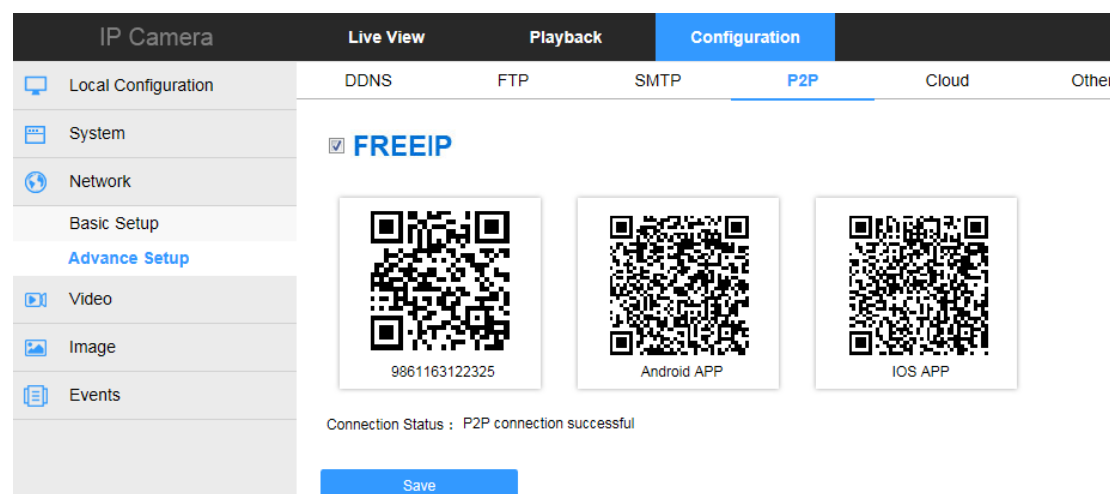 IP Camera
Live View Playback Configuration
Local Configuration
System
Network
Basic Setup
Advance Setup
Video
Image
Events
DDNS FTP SMTP P2P Cloud Other
FREEIP
9861163122325
Android APP
IOS APP
Connection Status : P2P connection successful
Save